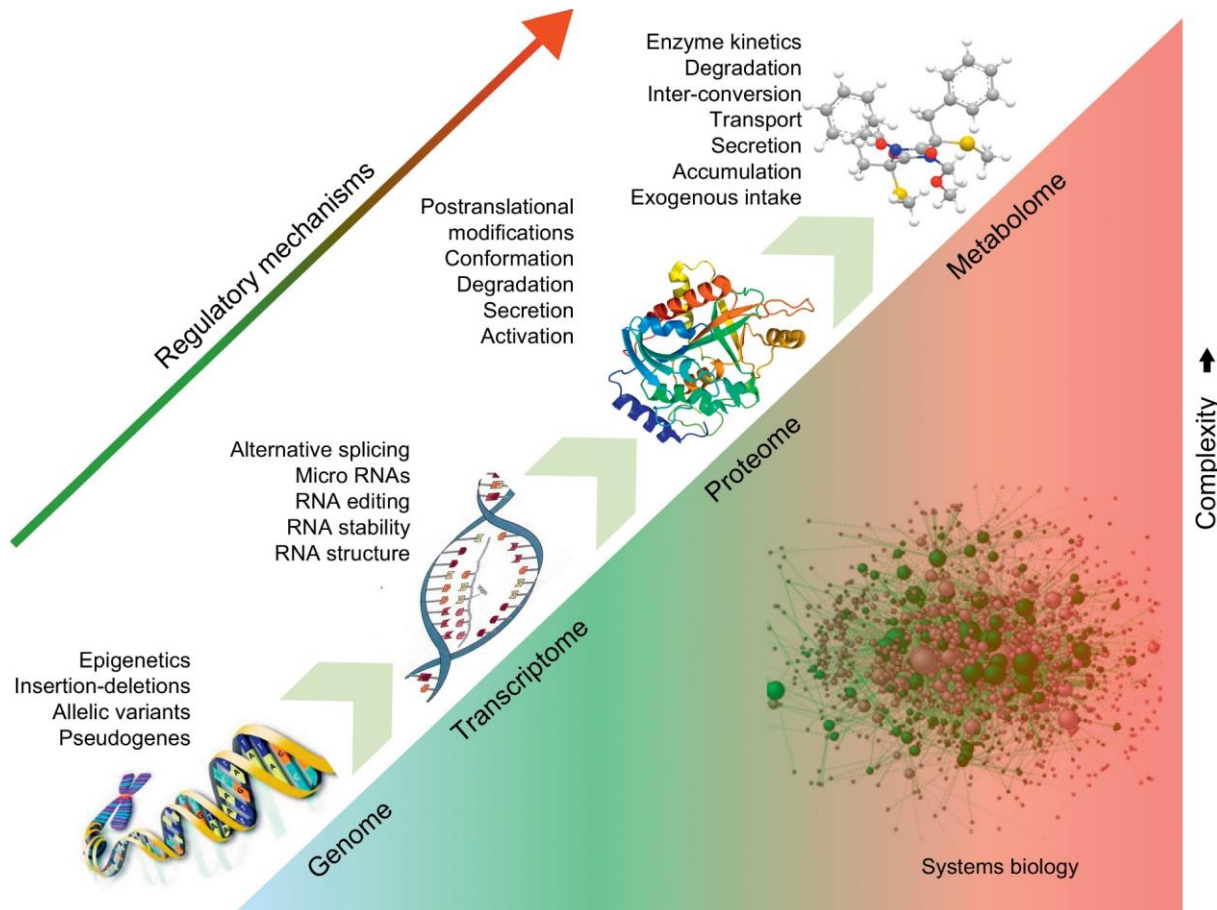 Enzyme kinetics
Degradation
Inter-conversion
Transport
Secretion
Accumulation
Exogenous intake
Regulatory mechanisms
Postranslational
modifications
Conformation
Degradation
Secretion
Activation
Metabolome
Complexity
Alternative splicing
Micro RNAs
RNA editing
RNA stability
RNA structure
Proteome
Epigenetics
Insertion-deletions
Allelic variants
Pseudogenes
Transcriptome
Genome
Systems biology